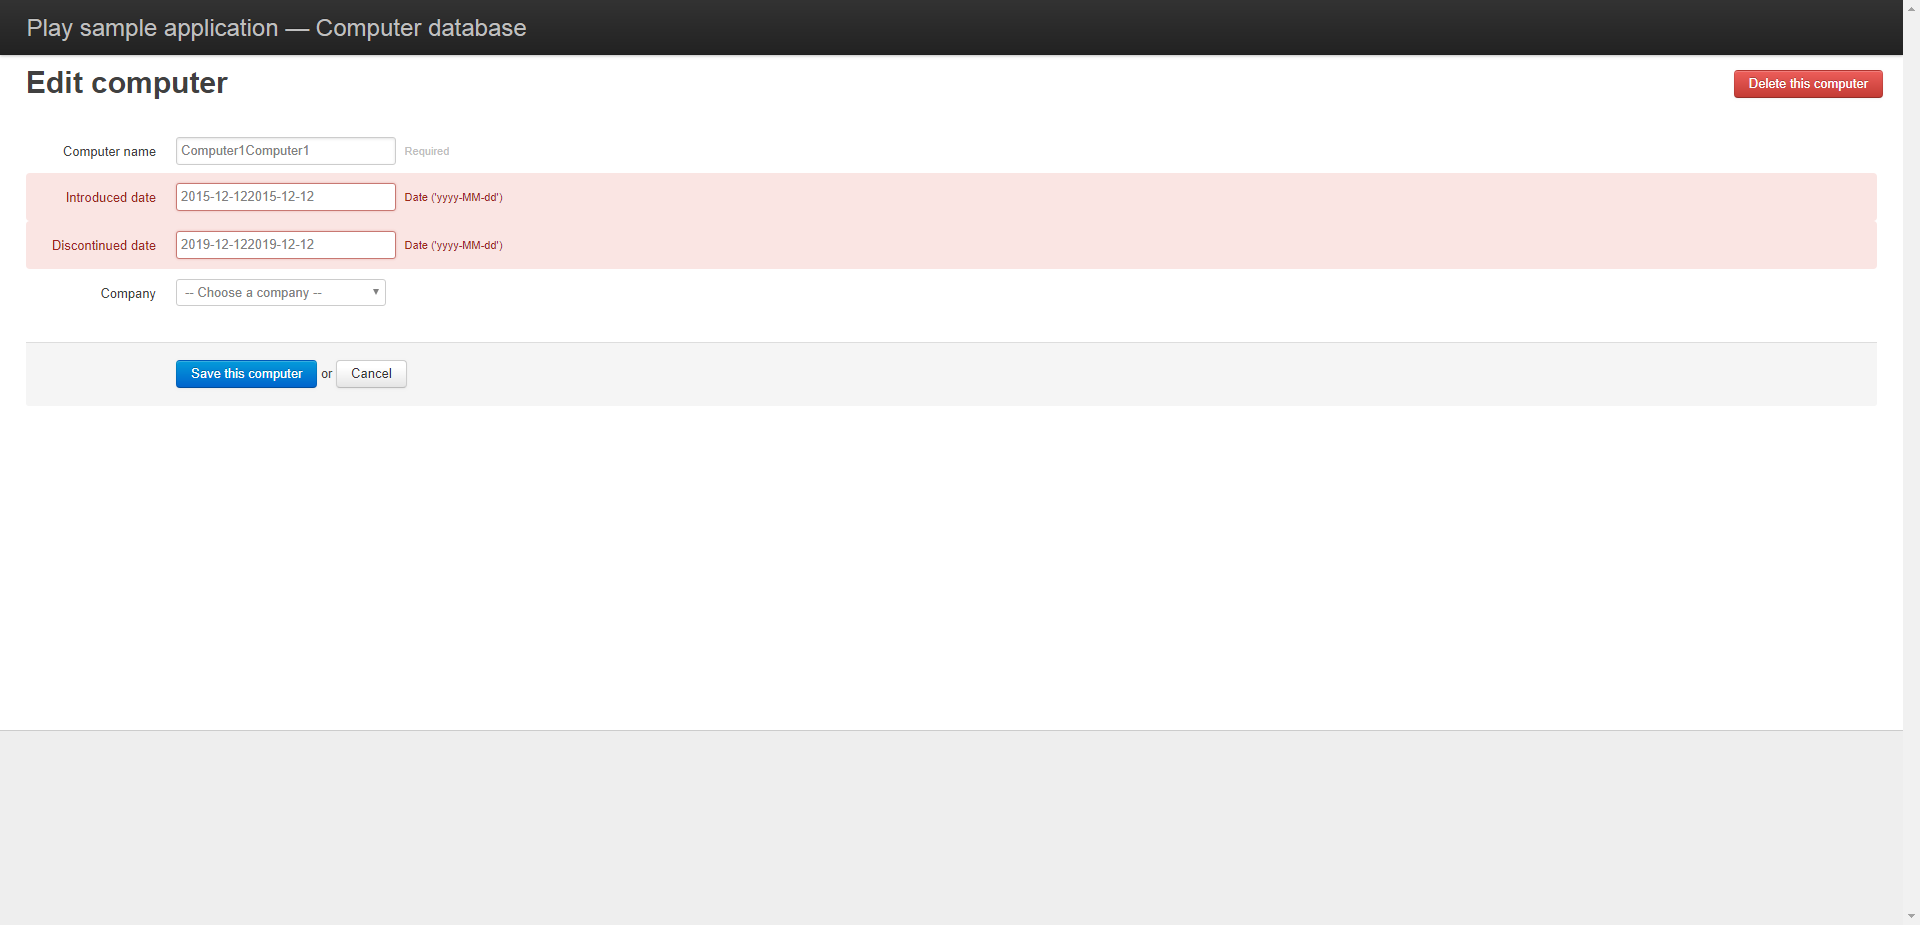 Play sample application — Computer database
Edit computer
Delete this computer
Computer name Computer1Computer1 Required
Introduced date 2015-12-122015-12-12 Date ('yyyy-MM-dd')
Discontinued date 2019-12-122019-12-12 Date ('yyyy-MM-dd')
Company -- Choose a company --
Save this computer or Cancel